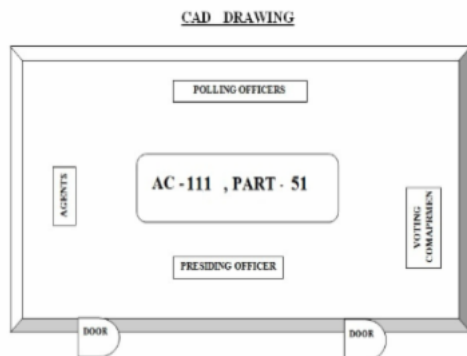 CAD DRAWING
POLLING OFFICERS
AGENTS
AC -111 , PART - 51
VOTING
COMAPRMEN
PRESIDING OFFICER
DOOR
DOOR